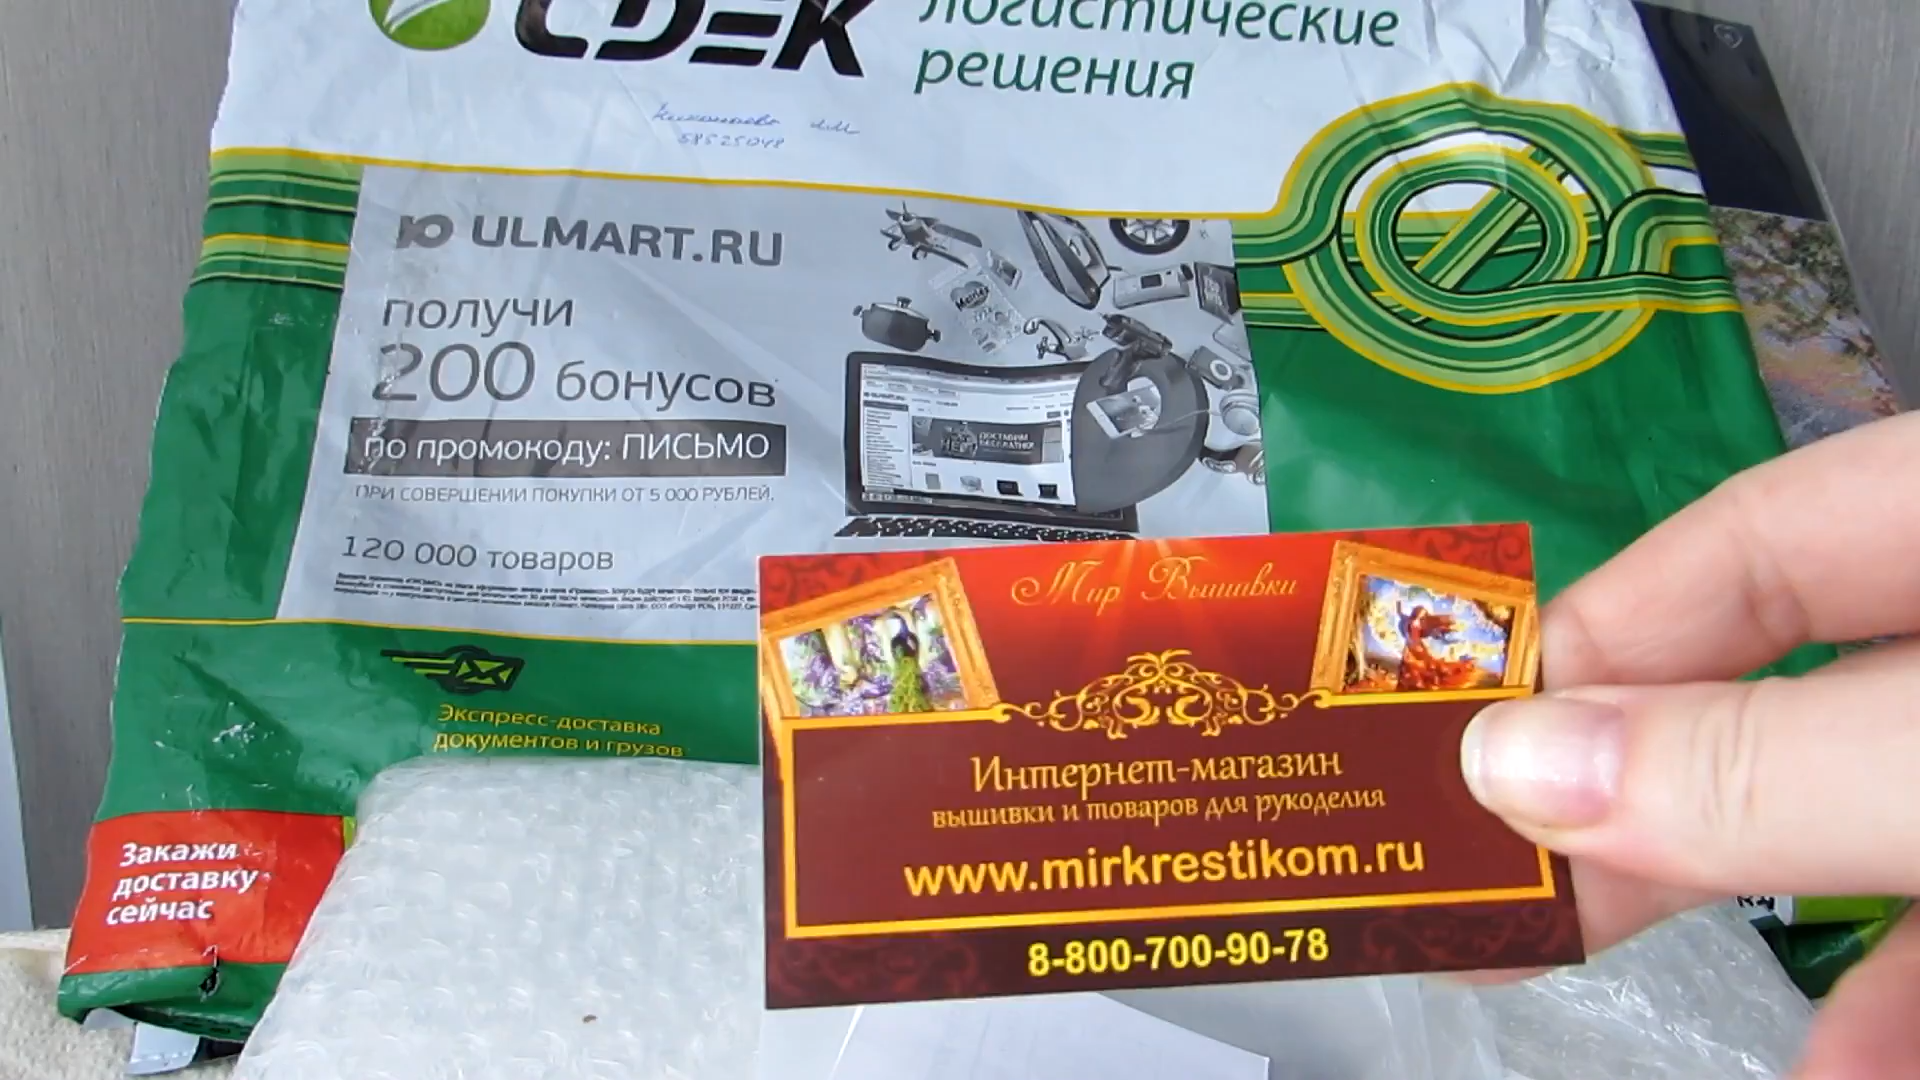 CDEK
логистические
решения
58525048
Ю ULMART.RU
получи
200 бонусов
по промокоду: ПИСЬМО
ПРИ СОВЕРШЕНИИ ПОКУПКИ ОТ 5 000 РУБЛЕЙ.
120 000 товаров
Экспресс-доставка
документов и грузов
Закажи
доставку
сейчас
Мир Вышивки
Интернет-магазин
вышивки и товаров для рукоделия
www.mirkrestikom.ru
8-800-700-90-78